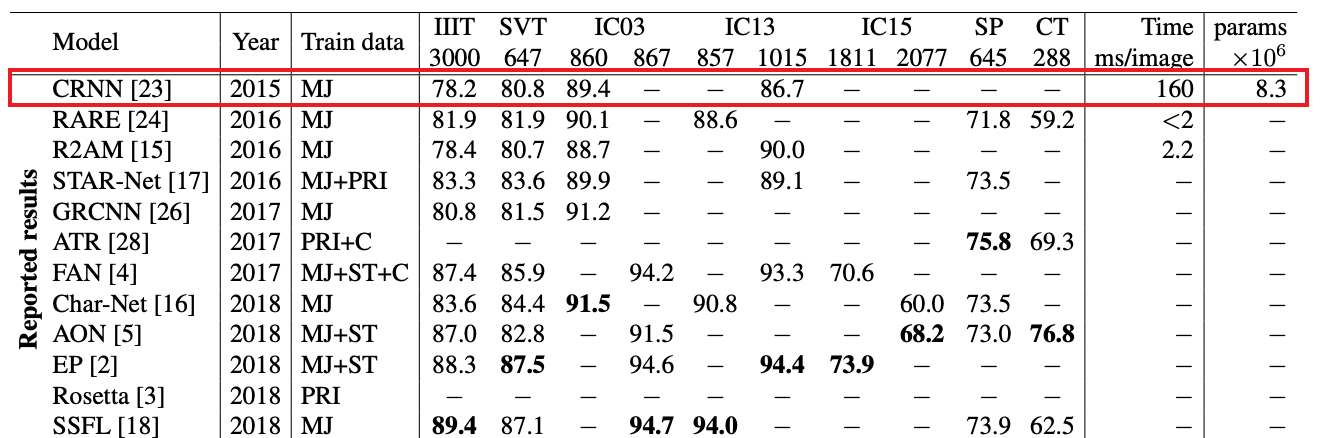 Model Year Train data IIIT SVT IC03 IC13 IC15 SP CT Time params
3000 647 860 867 857 1015 1811 2077 645 288 ms/image ×10⁶
Reported results
CRNN [23] 2015 MJ 78.2 80.8 89.4 – – 86.7 – – – – 160 8.3
RARE [24] 2016 MJ 81.9 81.9 90.1 – 88.6 – – – 71.8 59.2 <2 –
R2AM [15] 2016 MJ 78.4 80.7 88.7 – – 90.0 – – – – 2.2 –
STAR-Net [17] 2016 MJ+PRI 83.3 83.6 89.9 – – 89.1 – – 73.5 – – –
GRCNN [26] 2017 MJ 80.8 81.5 91.2 – – – – – – – – –
ATR [28] 2017 PRI+C – – – – – – – – 75.8 69.3 – –
FAN [4] 2017 MJ+ST+C 87.4 85.9 – 94.2 – 93.3 70.6 – – – – –
Char-Net [16] 2018 MJ 83.6 84.4 91.5 – 90.8 – – 60.0 73.5 – – –
AON [5] 2018 MJ+ST 87.0 82.8 – 91.5 – – – 68.2 73.0 76.8 – –
EP [2] 2018 MJ+ST 88.3 87.5 – 94.6 – 94.4 73.9 – – – – –
Rosetta [3] 2018 PRI – – – – – – – – – – – –
SSFL [18] 2018 MJ 89.4 87.1 – 94.7 94.0 – – – 73.9 62.5 – –